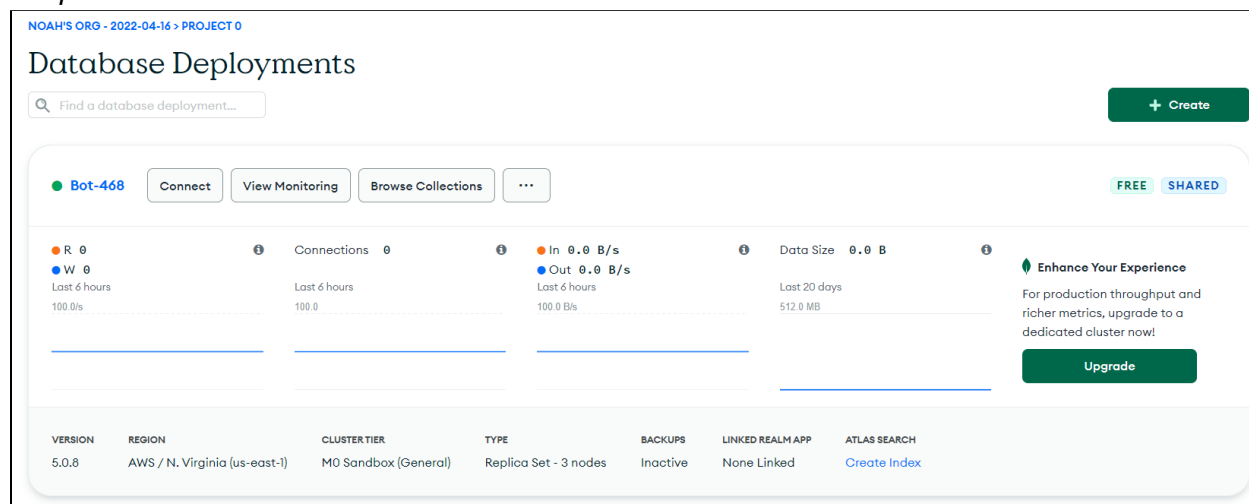 NOAH'S ORG - 2022-04-16 > PROJECT 0
Database Deployments
Find a database deployment...
+ Create
Bot-468
Connect
View Monitoring
Browse Collections
...
FREE
SHARED
R 0
W 0
Last 6 hours
100.0/s
Connections 0
Last 6 hours
100.0
In 0.0 B/s
Out 0.0 B/s
Last 6 hours
100.0 B/s
Data Size 0.0 B
Last 20 days
512.0 MB
Enhance Your Experience
For production throughput and
richer metrics, upgrade to a
dedicated cluster now!
Upgrade
VERSION
5.0.8
REGION
AWS / N. Virginia (us-east-1)
CLUSTER TIER
M0 Sandbox (General)
TYPE
Replica Set - 3 nodes
BACKUPS
Inactive
LINKED REALM APP
None Linked
ATLAS SEARCH
Create Index